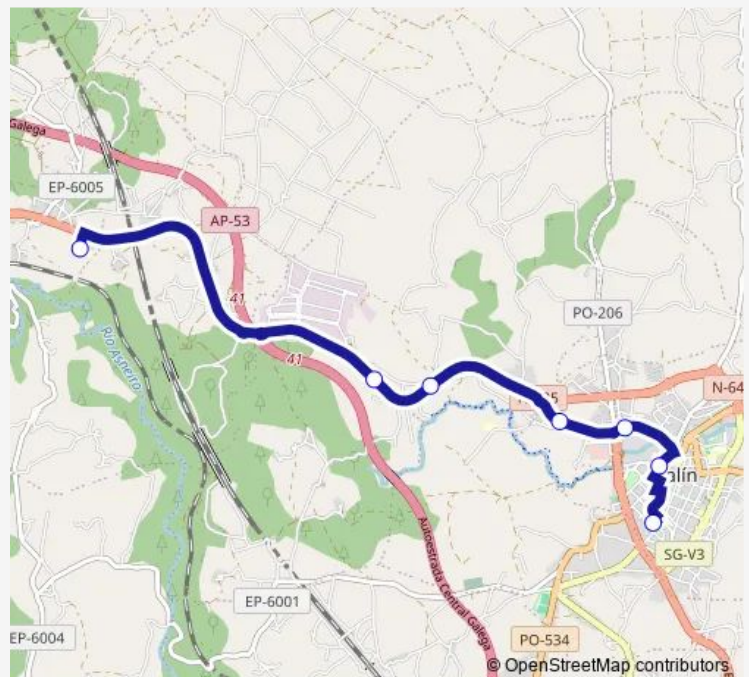 Galega
EP-6005
AP-53
41
PO-206
Río Asneiro
41
N-64
alín
SG-V3
Autoestrada Central Galega
EP-6001
EP-6004
PO-534
© OpenStreetMap contributors